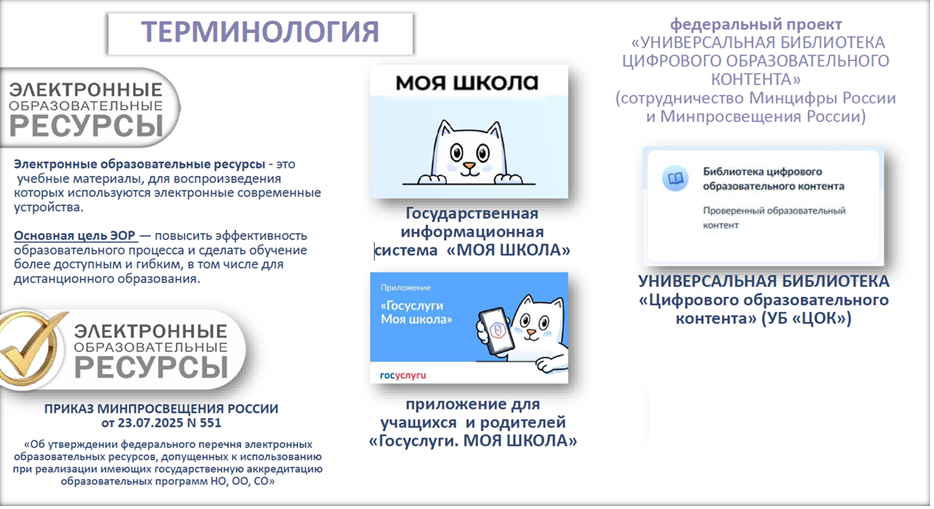 ТЕРМИНОЛОГИЯ
ЭЛЕКТРОННЫЕ
ОБРАЗОВАТЕЛЬНЫЕ
РЕСУРСЫ
Электронные образовательные ресурсы - это
учебные материалы, для воспроизведения
которых используются электронные современные
устройства.
Основная цель ЭОР — повысить эффективность
образовательного процесса и сделать обучение
более доступным и гибким, в том числе для
дистанционного образования.
ЭЛЕКТРОННЫЕ
ОБРАЗОВАТЕЛЬНЫЕ
РЕСУРСЫ
ПРИКАЗ МИНПРОСВЕЩЕНИЯ РОССИИ
от 23.07.2025 N 551
«Об утверждении федерального перечня электронных
образовательных ресурсов, допущенных к использованию
при реализации имеющих государственную аккредитацию
образовательных программ НО, ОО, СО»
моя школа
Государственная
информационная
система «МОЯ ШКОЛА»
Приложение
«Госуслуги
Моя школа»
госуслуги
приложение для
учащихся и родителей
«Госуслуги. МОЯ ШКОЛА»
федеральный проект
«УНИВЕРСАЛЬНАЯ БИБЛИОТЕКА
ЦИФРОВОГО ОБРАЗОВАТЕЛЬНОГО
КОНТЕНТА»
(сотрудничество Минцифры России
и Минпросвещения России)
Библиотека цифрового
образовательного контента
Проверенный образовательный
контент
УНИВЕРСАЛЬНАЯ БИБЛИОТЕКА
«Цифрового образовательного
контента» (УБ «ЦОК»)